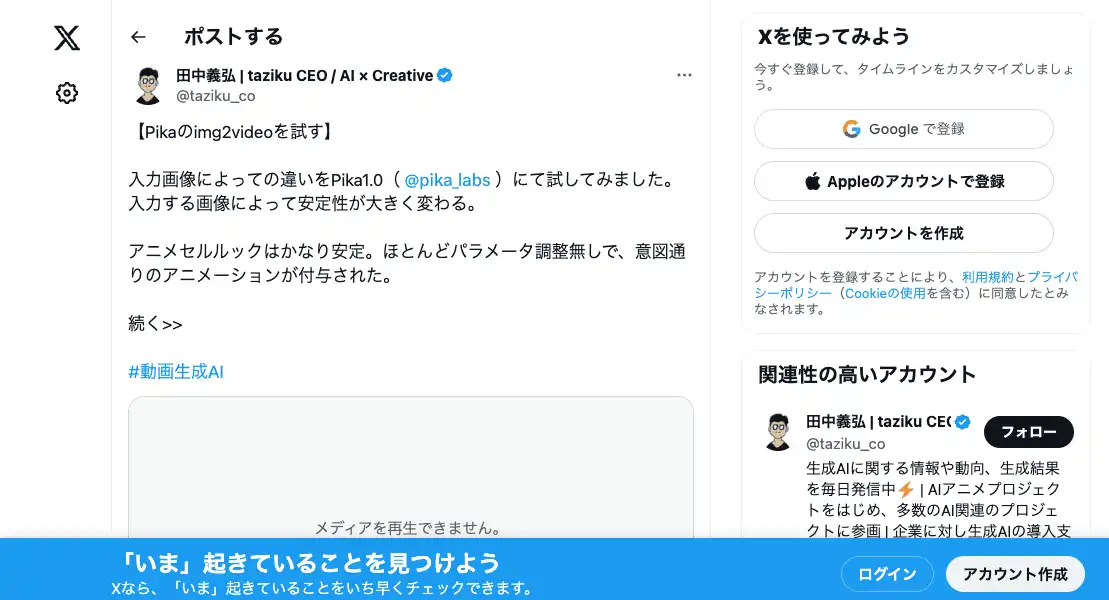 ポストする
田中義弘 | taziku CEO / AI × Creative
@taziku_co
【Pikaのimg2videoを試す】
入力画像によっての違いをPika1.0（ @pika_labs ）にて試してみました。
入力する画像によって安定性が大きく変わる。
アニメセルルックはかなり安定。ほとんどパラメータ調整無しで、意図通
りのアニメーションが付与された。
続く>>
#動画生成AI
メディアを再生できません。
Xを使ってみよう
今すぐ登録して、タイムラインをカスタマイズしましょ
う。
Google で登録
Appleのアカウントで登録
アカウントを作成
アカウントを登録することにより、利用規約とプライバ
シーポリシー（Cookieの使用を含む）に同意したとみ
なされます。
関連性の高いアカウント
田中義弘 | taziku CE
@taziku_co
フォロー
生成AIに関する情報や動向、生成結果
を毎日発信中⚡ | AIアニメプロジェク
トをはじめ、多数のAI関連のプロジェ
クトに参画 | 企業に対し生成AIの導入支
「いま」起きていることを見つけよう
Xなら、「いま」起きていることをいち早くチェックできます。
ログイン
アカウント作成